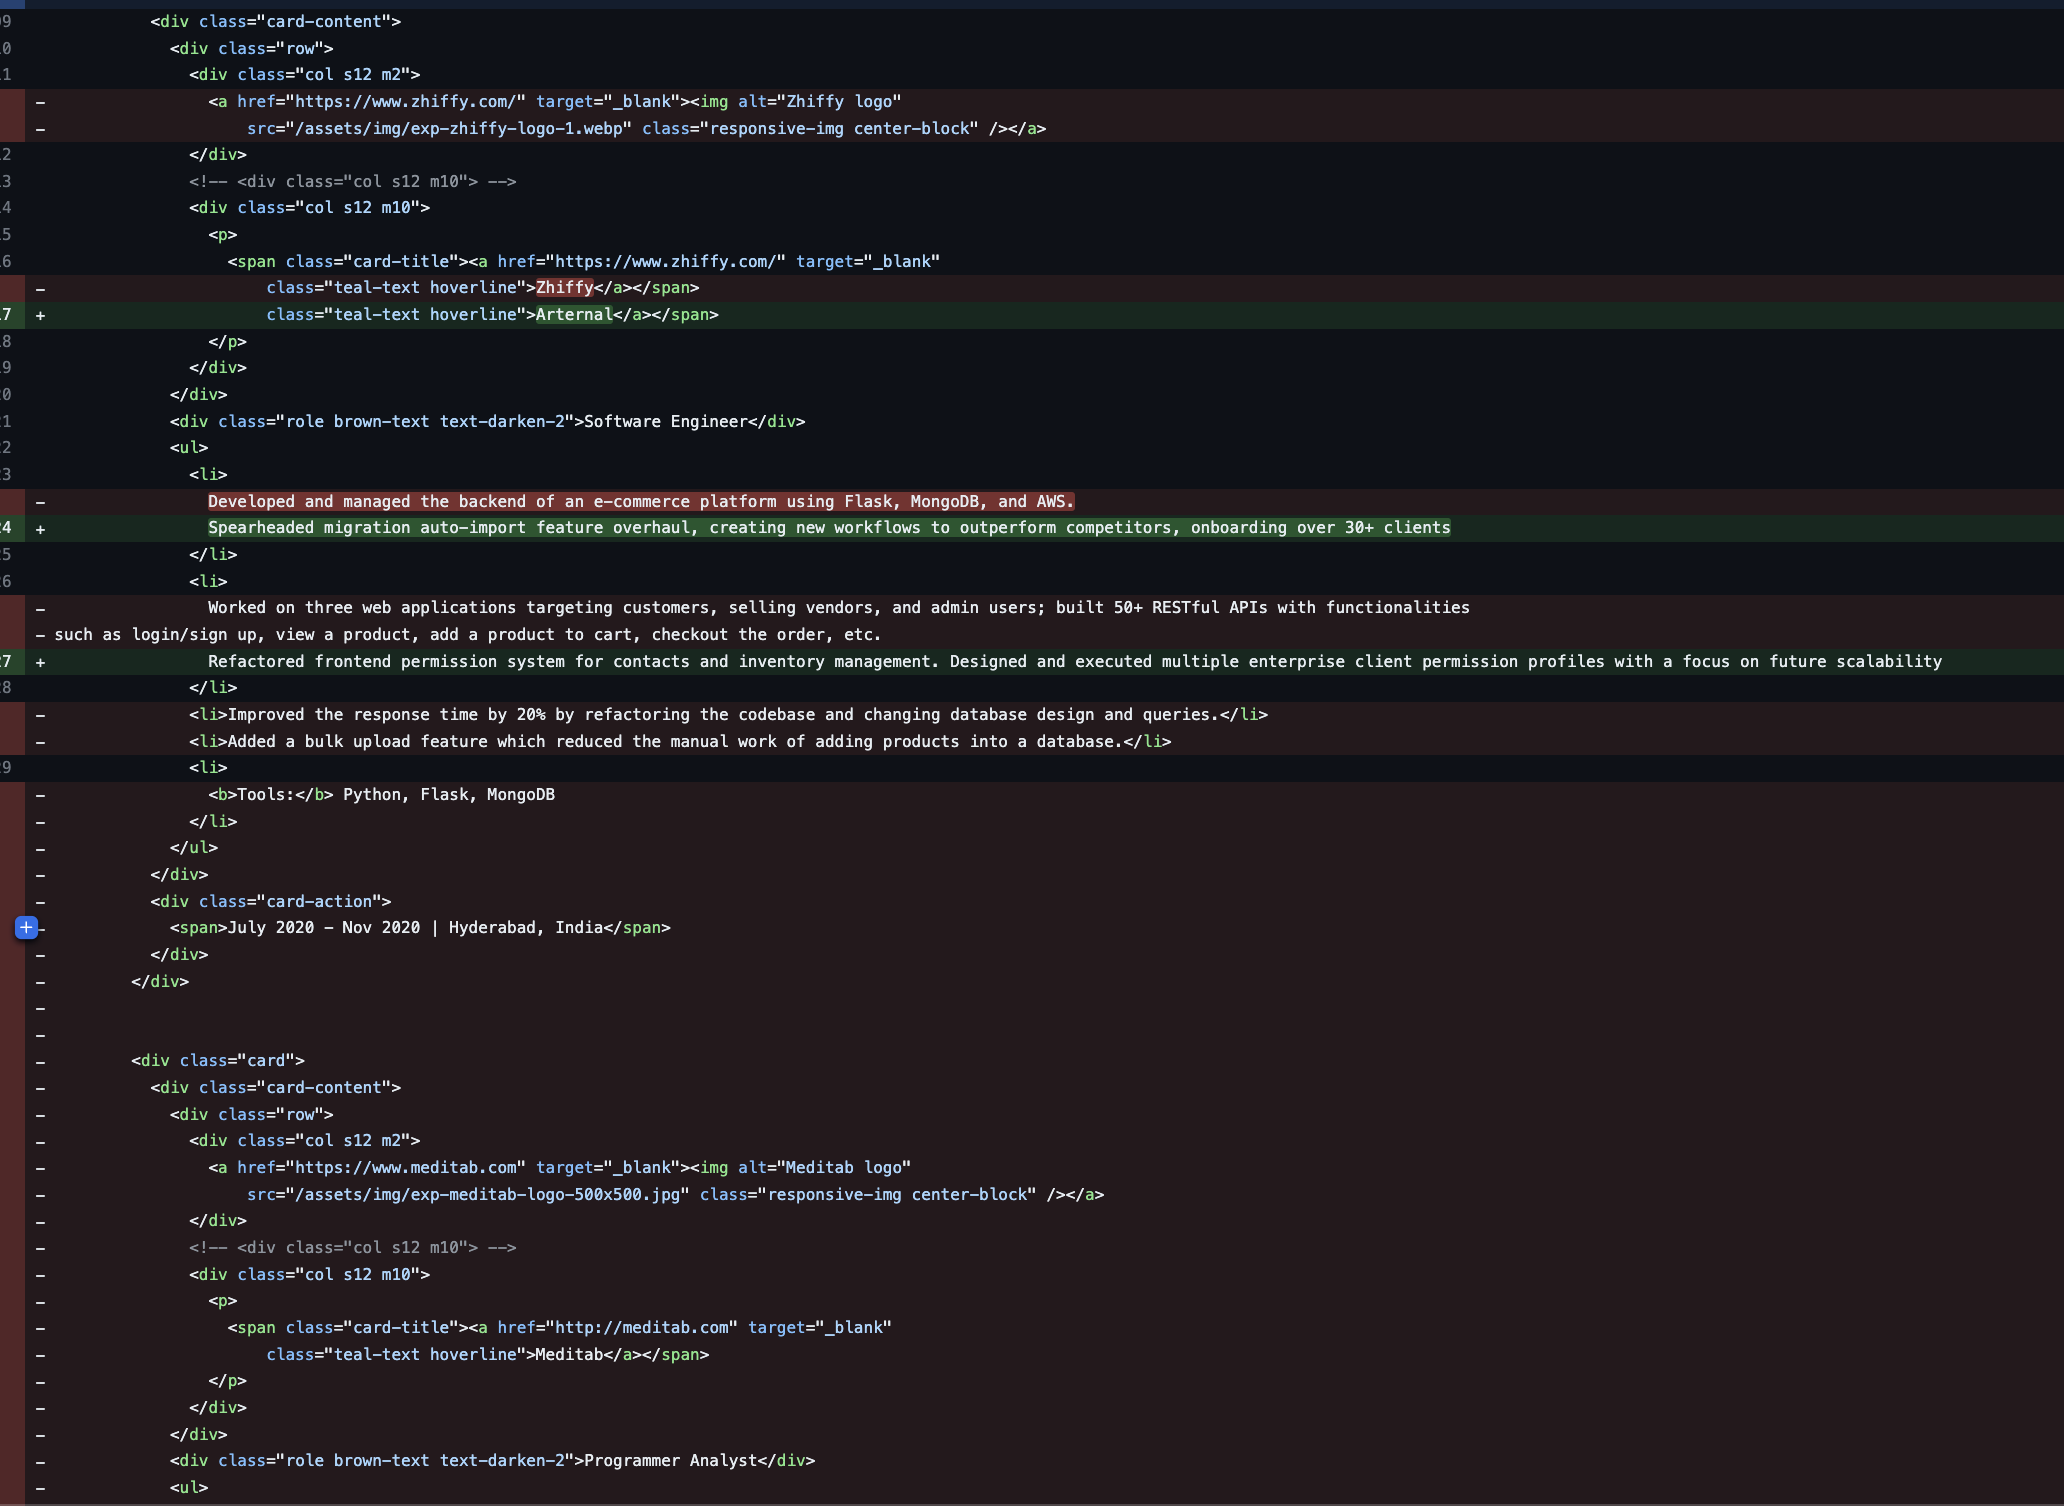 9 <div class="card-content">
0 <div class="row">
1 <div class="col s12 m2">
- <a href="https://www.zhiffy.com/" target="_blank"><img alt="Zhiffy logo"
- src="/assets/img/exp-zhiffy-logo-1.webp" class="responsive-img center-block" /></a>
2 </div>
3 <!-- <div class="col s12 m10"> -->
4 <div class="col s12 m10">
5 <p>
6 <span class="card-title"><a href="https://www.zhiffy.com/" target="_blank"
- class="teal-text hoverline">Zhiffy</a></span>
7 + class="teal-text hoverline">Arternal</a></span>
8 </p>
9 </div>
0 </div>
1 <div class="role brown-text text-darken-2">Software Engineer</div>
2 <ul>
3 <li>
- Developed and managed the backend of an e-commerce platform using Flask, MongoDB, and AWS.
4 + Spearheaded migration auto-import feature overhaul, creating new workflows to outperform competitors, onboarding over 30+ clients
5 </li>
6 <li>
- Worked on three web applications targeting customers, selling vendors, and admin users; built 50+ RESTful APIs with functionalities
- such as login/sign up, view a product, add a product to cart, checkout the order, etc.
7 + Refactored frontend permission system for contacts and inventory management. Designed and executed multiple enterprise client permission profiles with a focus on future scalability
8 </li>
- <li>Improved the response time by 20% by refactoring the codebase and changing database design and queries.</li>
- <li>Added a bulk upload feature which reduced the manual work of adding products into a database.</li>
9 <li>
- <b>Tools:</b> Python, Flask, MongoDB
- </li>
- </ul>
- </div>
- <div class="card-action">
+ - <span>July 2020 - Nov 2020 | Hyderabad, India</span>
- </div>
- </div>
-
-
- <div class="card">
- <div class="card-content">
- <div class="row">
- <div class="col s12 m2">
- <a href="https://www.meditab.com" target="_blank"><img alt="Meditab logo"
- src="/assets/img/exp-meditab-logo-500x500.jpg" class="responsive-img center-block" /></a>
- </div>
- <!-- <div class="col s12 m10"> -->
- <div class="col s12 m10">
- <p>
- <span class="card-title"><a href="http://meditab.com" target="_blank"
- class="teal-text hoverline">Meditab</a></span>
- </p>
- </div>
- </div>
- <div class="role brown-text text-darken-2">Programmer Analyst</div>
- <ul>